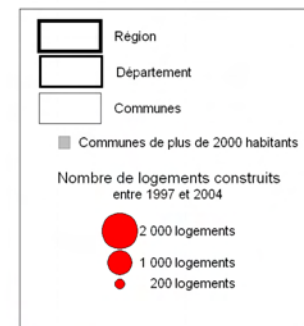 Région
Département
Communes
Communes de plus de 2000 habitants
Nombre de logements construits
entre 1997 et 2004
2 000 logements
1 000 logements
200 logements